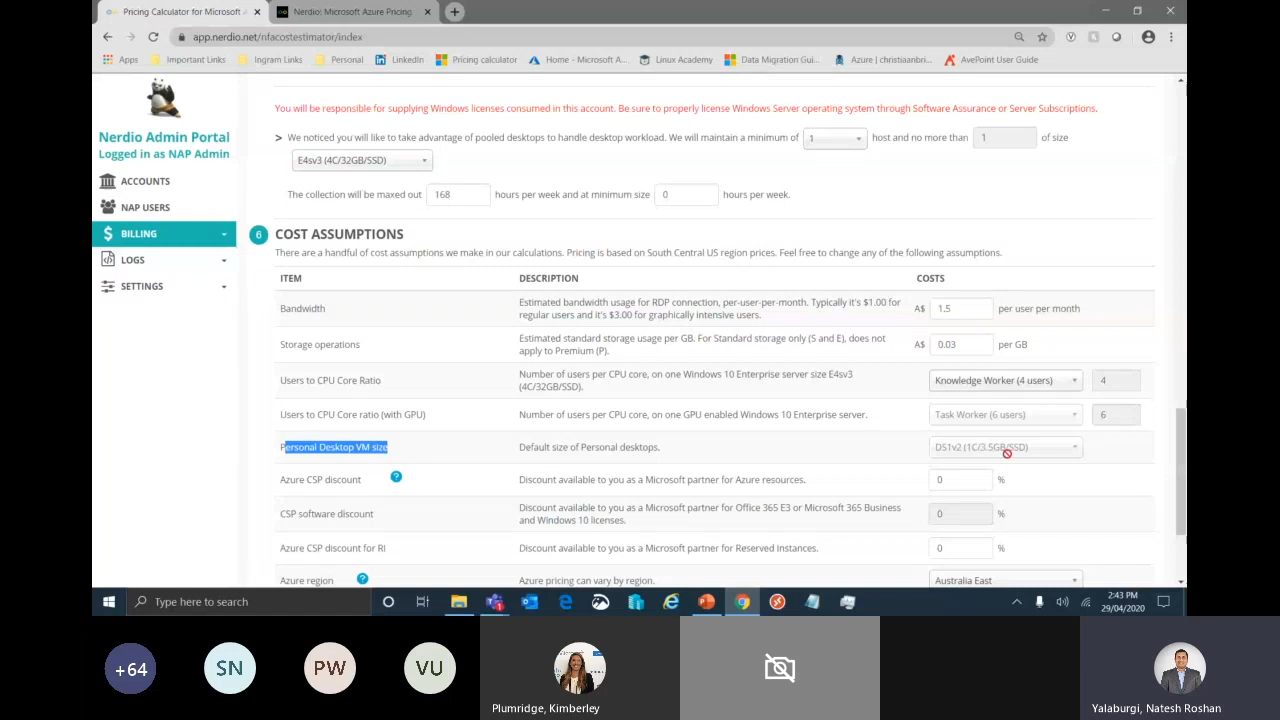 Pricing Calculator for Microsoft A
Nerdio: Microsoft Azure Pricing
app.nerdio.net/nfacostestimator/index
Apps
Important Links
Ingram Links
Personal
LinkedIn
Pricing calculator
Home - Microsoft A...
Linux Academy
Data Migration Gui...
Azure | christiaanbri...
AvePoint User Guide
Nerdio Admin Portal
Logged in as NAP Admin
ACCOUNTS
NAP USERS
BILLING
LOGS
SETTINGS
You will be responsible for supplying Windows licenses consumed in this account. Be sure to properly license Windows Server operating system through Software Assurance or Server Subscriptions.
> We noticed you will like to take advantage of pooled desktops to handle desktop workload. We will maintain a minimum of 1 host and no more than 1 of size
E4sv3 (4C/32GB/SSD)
The collection will be maxed out 168 hours per week and at minimum size 0 hours per week.
6 COST ASSUMPTIONS
There are a handful of cost assumptions we make in our calculations. Pricing is based on South Central US region prices. Feel free to change any of the following assumptions.
ITEM DESCRIPTION COSTS
Bandwidth
Estimated bandwidth usage for RDP connection, per-user-per-month. Typically it's $1.00 for
regular users and it's $3.00 for graphically intensive users.
A$ 1.5 per user per month
Storage operations
Estimated standard storage usage per GB. For Standard storage only (S and E), does not
apply to Premium (P).
A$ 0.03 per GB
Users to CPU Core Ratio
Number of users per CPU core, on one Windows 10 Enterprise server size E4sv3
(4C/32GB/SSD).
Knowledge Worker (4 users) 4
Users to CPU Core ratio (with GPU) Number of users per CPU core, on one GPU enabled Windows 10 Enterprise server. Task Worker (6 users) 6
Personal Desktop VM size Default size of Personal desktops. DS1v2 (1C/3.5GB/SSD)
Azure CSP discount ? Discount available to you as a Microsoft partner for Azure resources. 0 %
CSP software discount
Discount available to you as a Microsoft partner for Office 365 E3 or Microsoft 365 Business
and Windows 10 licenses.
0 %
Azure CSP discount for RI Discount available to you as a Microsoft partner for Reserved Instances. 0 %
Azure region ? Azure pricing can vary by region. Australia East
Type here to search
2:43 PM
29/04/2020
+64
SN
PW
VU
Plumridge, Kimberley
Yalaburgi, Natesh Roshan